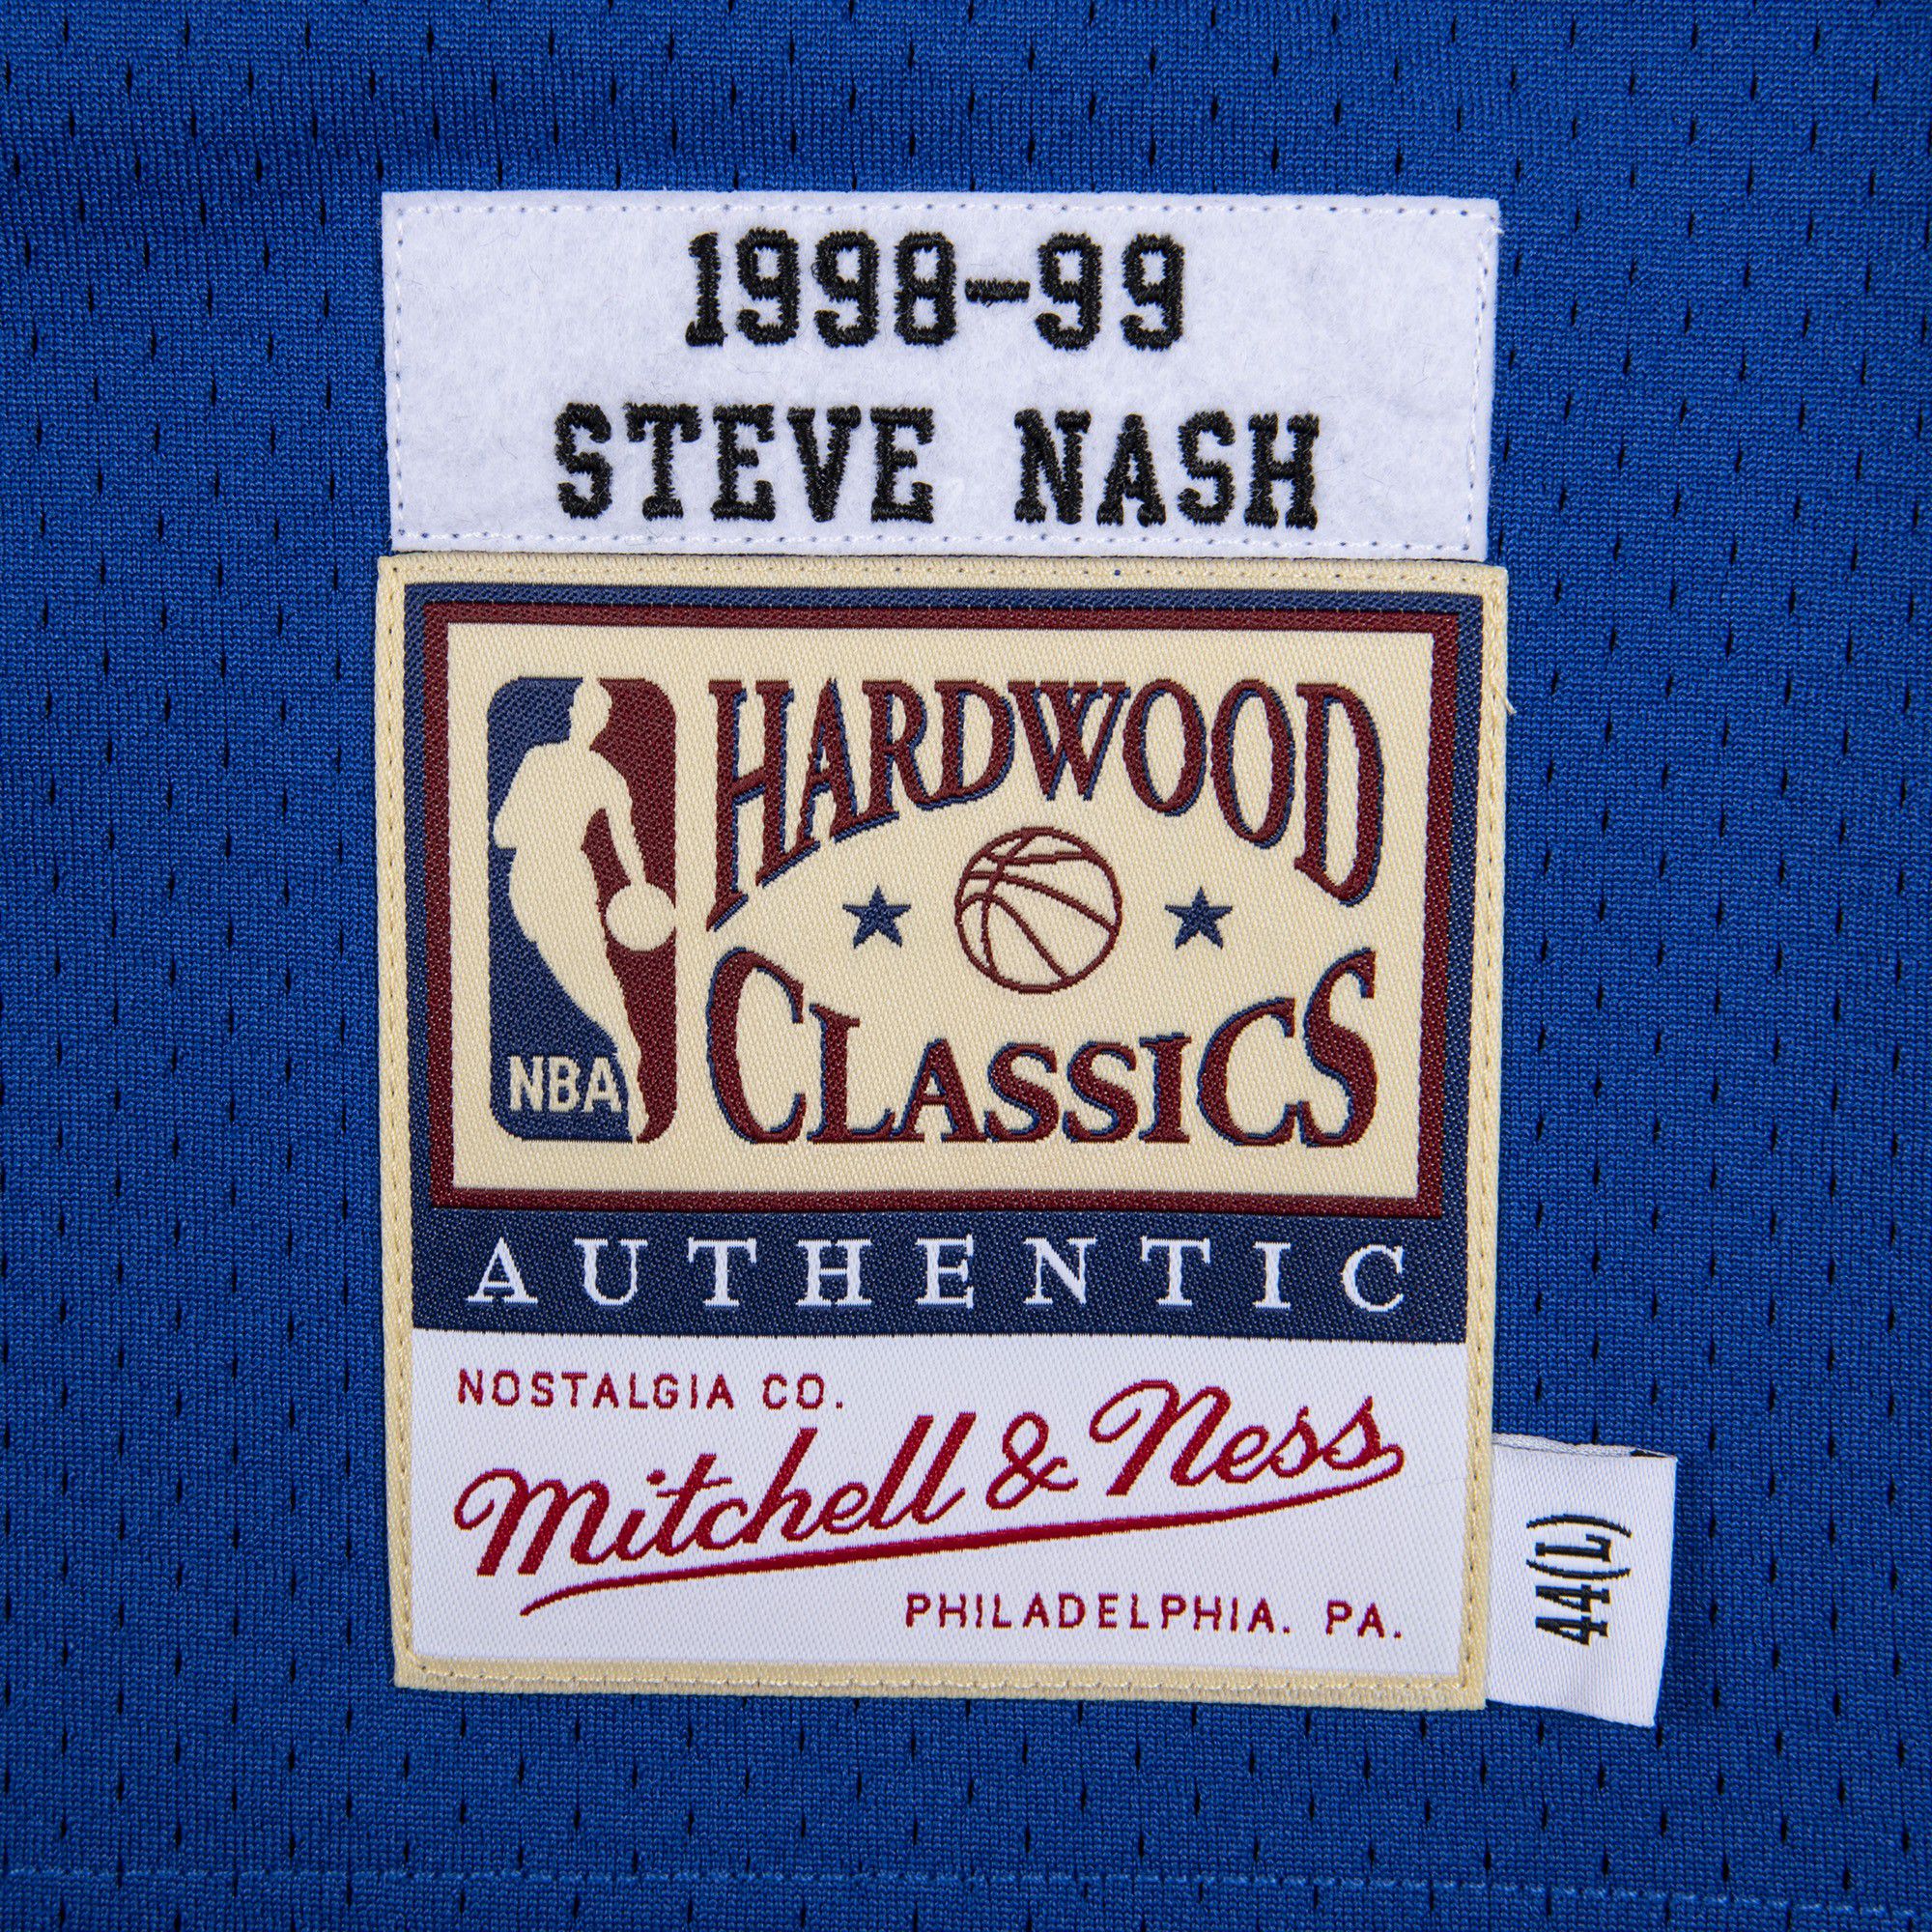 1998-99
STEVE NASH
HARDWOOD
CLASSICS
NBA
AUTHENTIC
NOSTALGIA CO.
Mitchell & Ness
PHILADELPHIA. PA.
44(L)